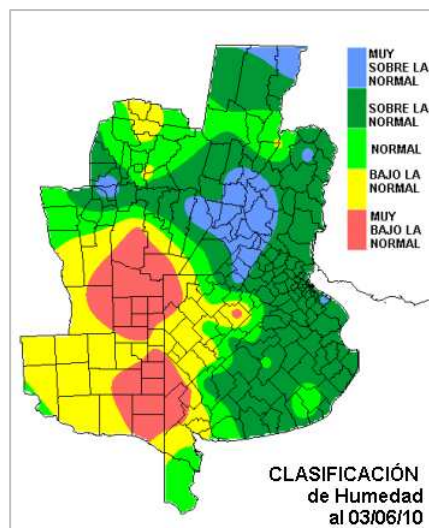 MUY
SOBRE LA
NORMAL
SOBRE LA
NORMAL
NORMAL
BAJO LA
NORMAL
MUY
BAJO LA
NORMAL
CLASIFICACIÓN
de Humedad
al 03/06/10